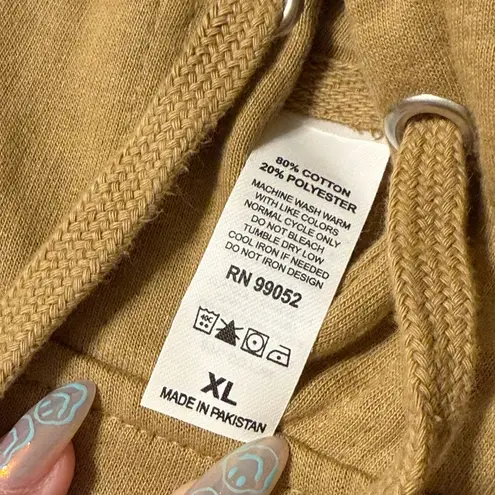 80% COTTON
20% POLYESTER
MACHINE WASH WARM
WITH LIKE COLORS
NORMAL CYCLE ONLY
DO NOT BLEACH
TUMBLE DRY LOW
COOL IRON IF NEEDED
DO NOT IRON DESIGN
RN 99052
40C
XL
MADE IN PAKISTAN